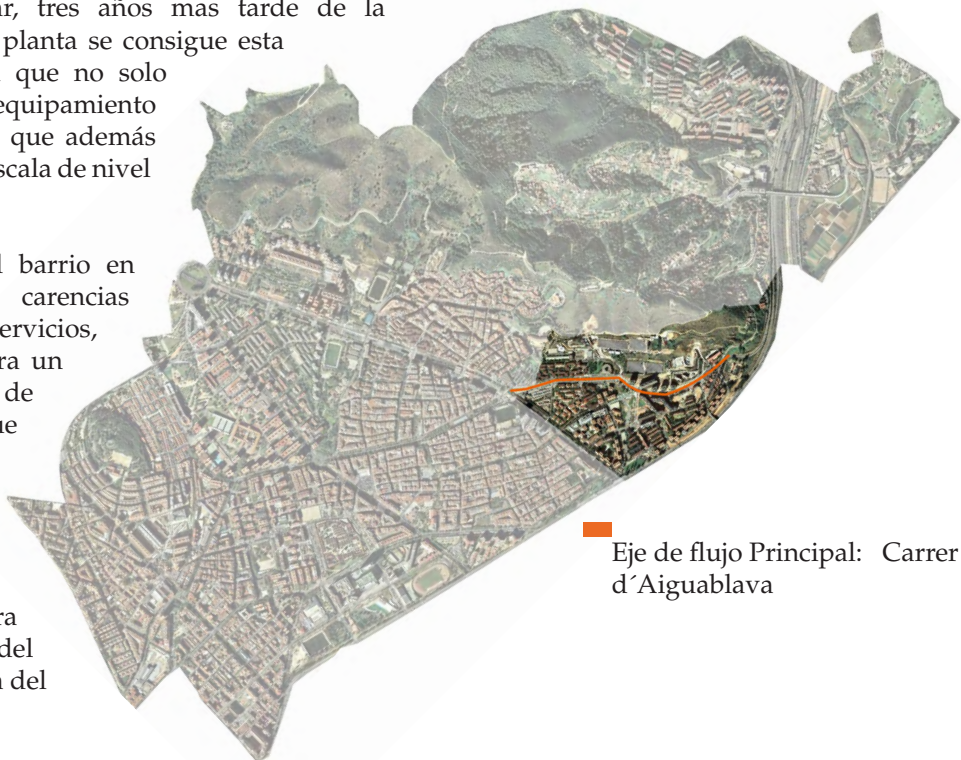 ar, tres años más tarde de la
planta se consigue esta
que no solo
equipamiento
que además
scala de nivel
barrio en
carencias
ervicios,
ra un
de
ue
ra
del
del
Eje de flujo Principal: Carrer
d´Aiguablava